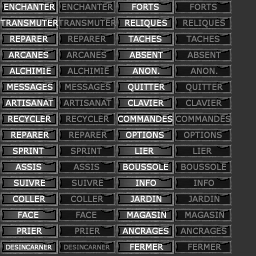 ENCHANTER ENCHANTER FORTS FORTS
TRANSMUTER TRANSMUTER RELIQUES RELIQUES
REPARER REPARER TACHES TACHES
ARCANES ARCANES ABSENT ABSENT
ALCHIMIE ALCHIMIE ANON. ANON.
MESSAGES MESSAGES QUITTER QUITTER
ARTISANAT ARTISANAT CLAVIER CLAVIER
RECYCLER RECYCLER COMMANDES COMMANDES
REPARER REPARER OPTIONS OPTIONS
SPRINT SPRINT LIER LIER
ASSIS ASSIS BOUSSOLE BOUSSOLE
SUIVRE SUIVRE INFO INFO
COLLER COLLER JARDIN JARDIN
FACE FACE MAGASIN MAGASIN
PRIER PRIER ANCRAGES ANCRAGES
DESINCARNER DESINCARNER FERMER FERMER